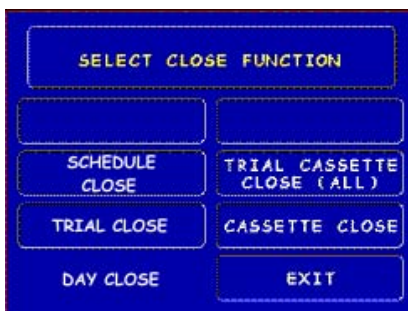 SELECT CLOSE FUNCTION
SCHEDULE
CLOSE
TRIAL CASSETTE
CLOSE (ALL)
TRIAL CLOSE
CASSETTE CLOSE
DAY CLOSE
EXIT